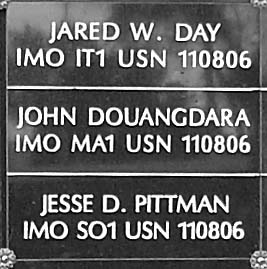 JARED W. DAY
IMO IT1 USN 110806
JOHN DOUANGDARA
IMO MA1 USN 110806
JESSE D. PITTMAN
IMO SO1 USN 110806